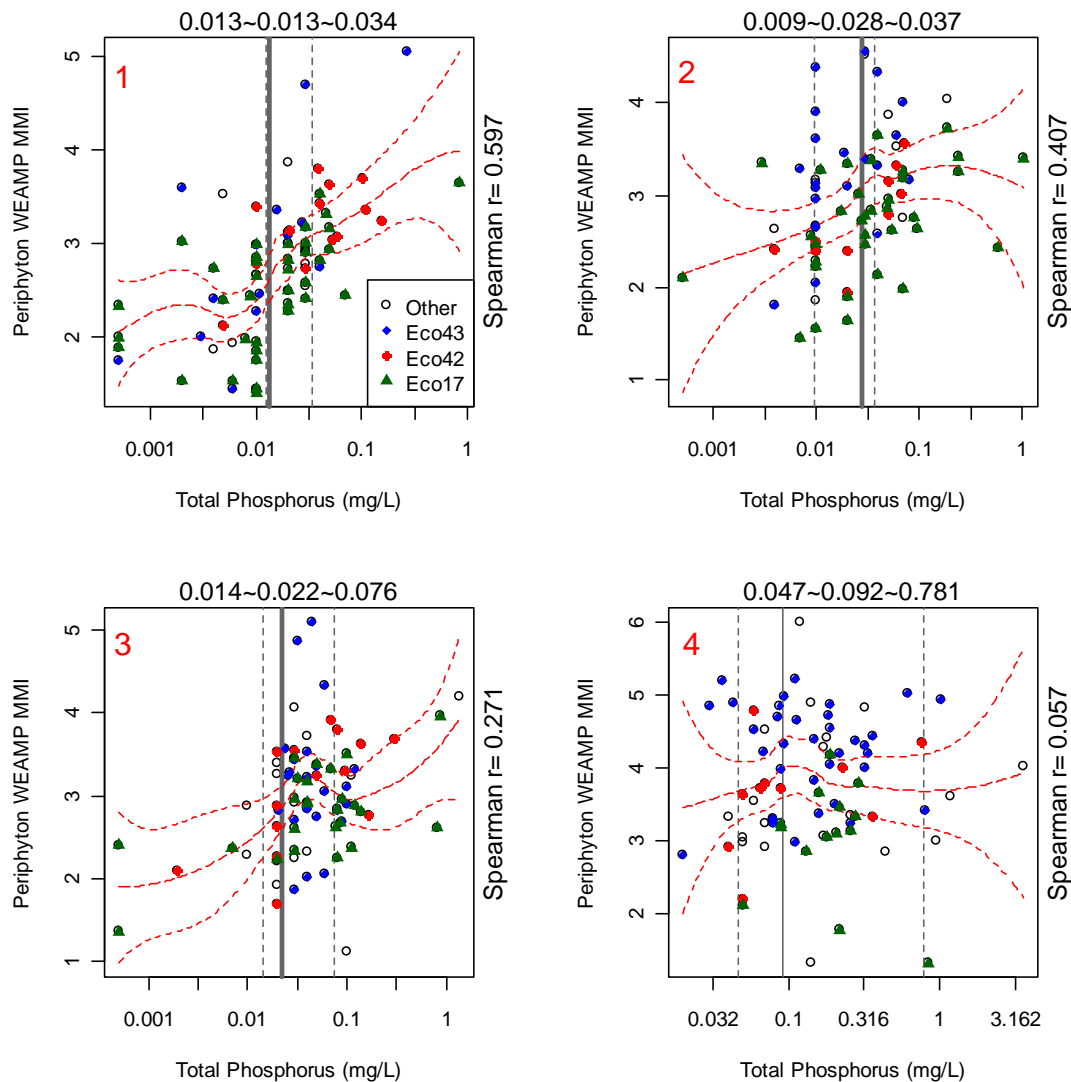 0.013~0.013~0.034
1
5
4
3
2
Periphyton WEAMP MMI
Spearman r= 0.597
Other
Eco43
Eco42
Eco17
0.001 0.01 0.1 1
Total Phosphorus (mg/L)
0.009~0.028~0.037
2
4
3
2
1
Periphyton WEAMP MMI
Spearman r= 0.407
0.001 0.01 0.1 1
Total Phosphorus (mg/L)
0.014~0.022~0.076
3
5
4
3
2
1
Periphyton WEAMP MMI
Spearman r= 0.271
0.001 0.01 0.1 1
Total Phosphorus (mg/L)
0.047~0.092~0.781
4
6
5
4
3
2
Periphyton WEAMP MMI
Spearman r= 0.057
0.032 0.1 0.316 1 3.162
Total Phosphorus (mg/L)